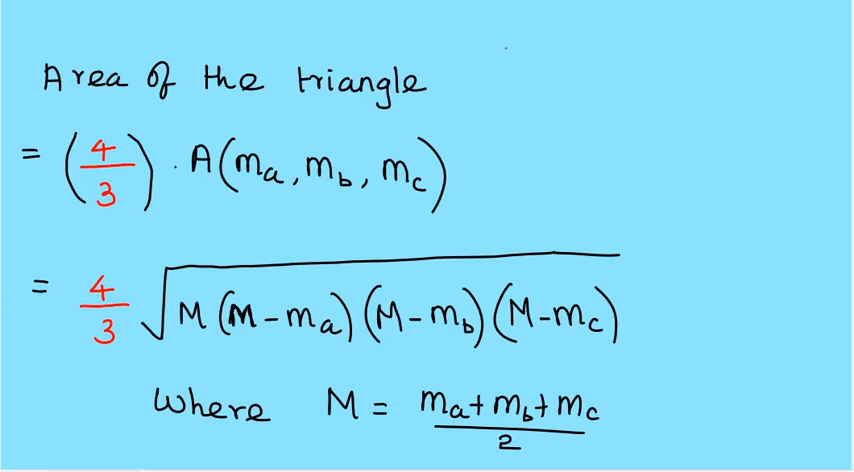 Area of the triangle
= (4/3) . A(ma, mb, mc)
= 4/3 √M(M-ma)(M-mb)(M-mc)
Where M = ma+mb+mc/2